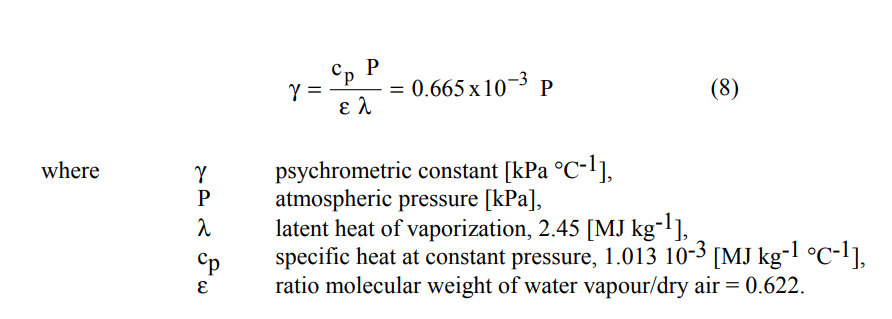 γ = c_p P / ε λ = 0.665 x 10⁻³ P (8)
where γ psychrometric constant [kPa °C⁻¹],
P atmospheric pressure [kPa],
λ latent heat of vaporization, 2.45 [MJ kg⁻¹],
c_p specific heat at constant pressure, 1.013 10⁻³ [MJ kg⁻¹ °C⁻¹],
ε ratio molecular weight of water vapour/dry air = 0.622.